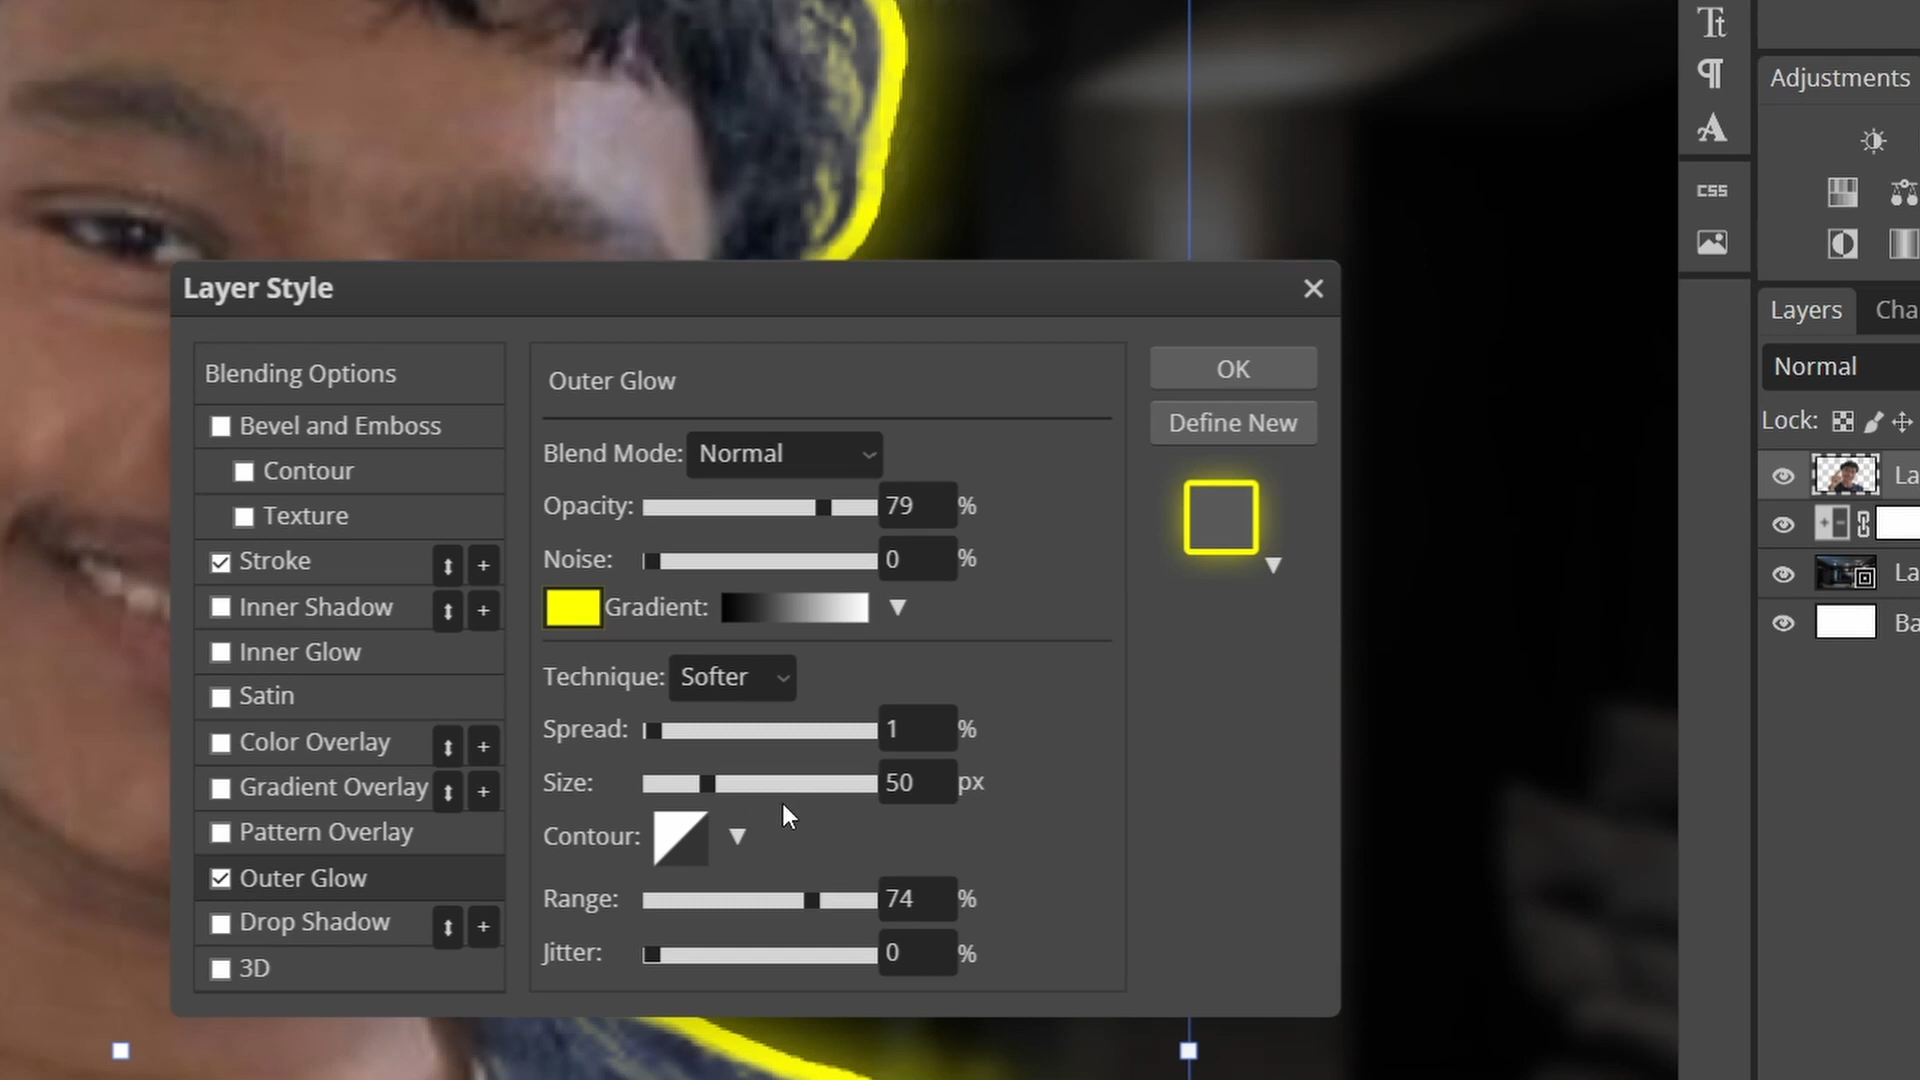 Tt
¶
A
CSS
Adjustments
Layer Style
Blending Options
Bevel and Emboss
Contour
Texture
Stroke
Inner Shadow
Inner Glow
Satin
Color Overlay
Gradient Overlay
Pattern Overlay
Outer Glow
Drop Shadow
3D
Outer Glow
Blend Mode: Normal
Opacity: 79 %
Noise: 0 %
Gradient:
Technique: Softer
Spread: 1 %
Size: 50 px
Contour:
Range: 74 %
Jitter: 0 %
OK
Define New
Layers Cha
Normal
Lock:
La
La
Ba